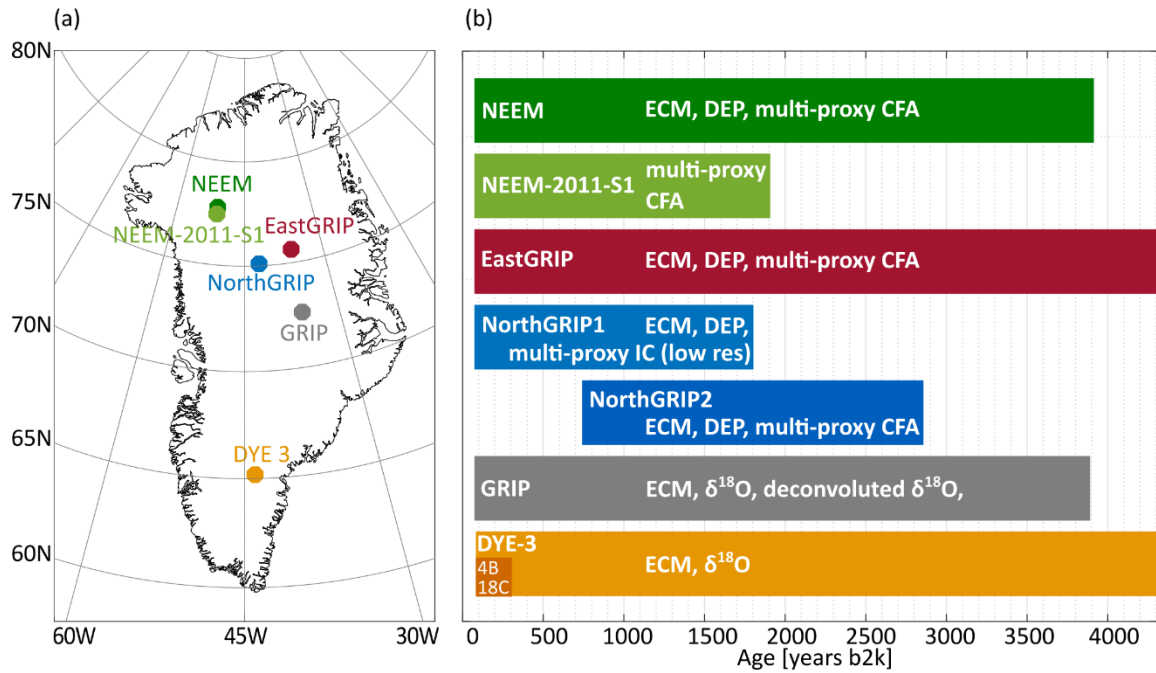 (a)
80N
75N
70N
65N
60N
60W
45W
30W
NEEM
NEEM-2011-S1
EastGRIP
NorthGRIP
GRIP
DYE 3
(b)
NEEM ECM, DEP, multi-proxy CFA
NEEM-2011-S1 multi-proxy
CFA
EastGRIP ECM, DEP, multi-proxy CFA
NorthGRIP1 ECM, DEP,
multi-proxy IC (low res)
NorthGRIP2
ECM, DEP, multi-proxy CFA
GRIP ECM, δ¹⁸O, deconvoluted δ¹⁸O,
DYE-3
4B
18C
ECM, δ¹⁸O
0 500 1000 1500 2000 2500 3000 3500 4000
Age [years b2k]